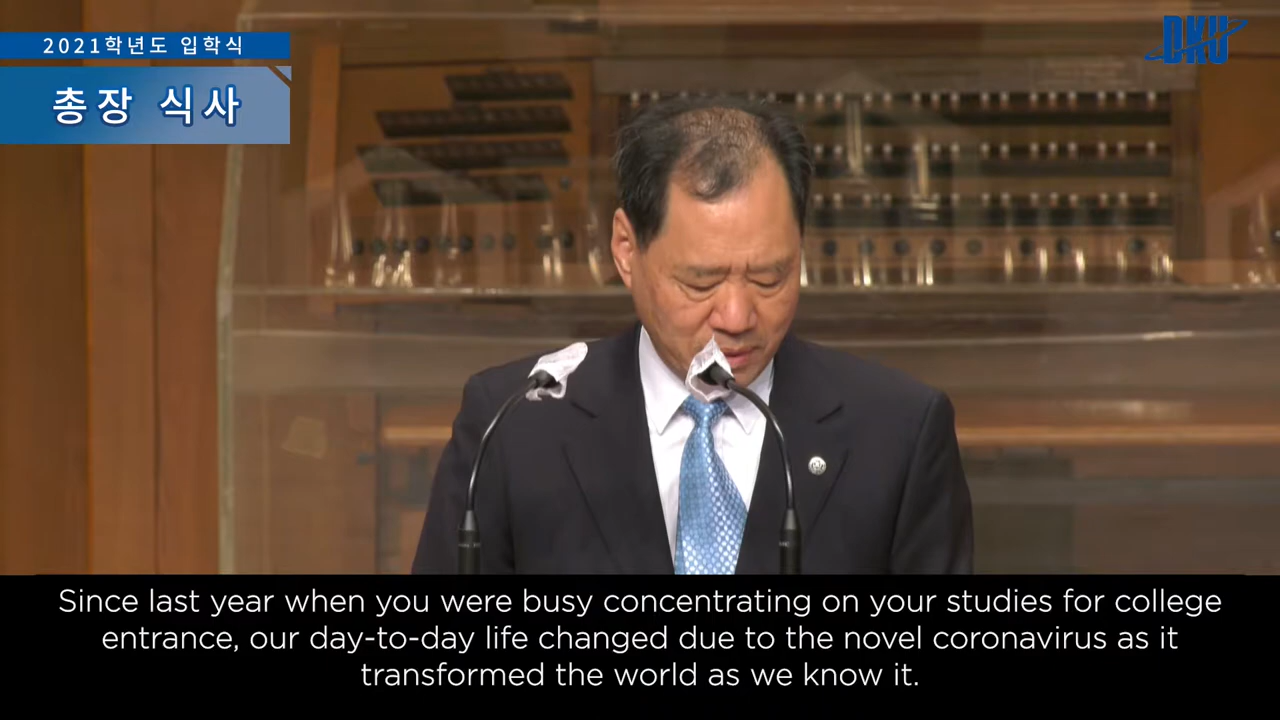 2021학년도 입학식
총장 식사
DKU
Since last year when you were busy concentrating on your studies for college
entrance, our day-to-day life changed due to the novel coronavirus as it
transformed the world as we know it.